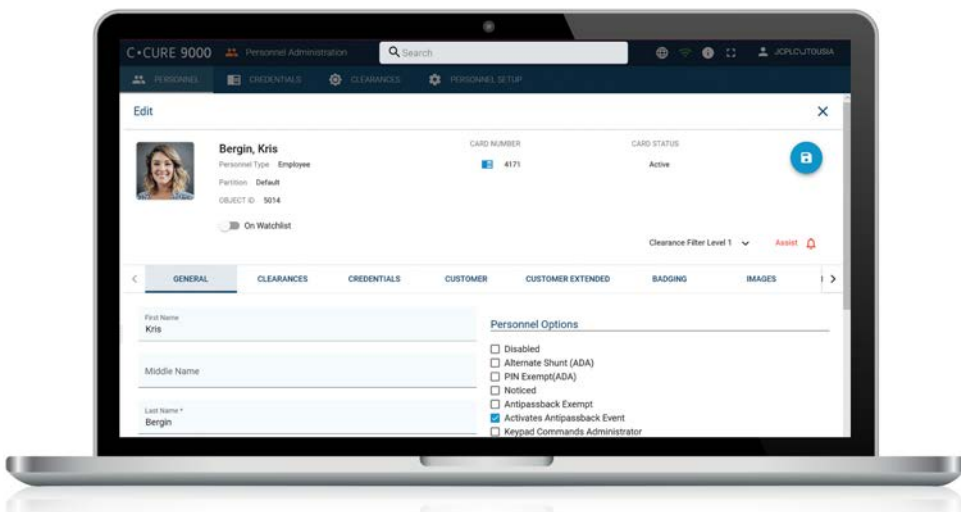 C•CURE 9000 Personnel Administration Search JCPLC\JTOUSIA
PERSONNEL CREDENTIALS CLEARANCES PERSONNEL SETUP
Edit
Bergin, Kris CARD NUMBER CARD STATUS
Personnel Type Employee 4171 Active
Partition Default
OBJECT ID 5014
On Watchlist
Clearance Filter Level 1 Assist
GENERAL CLEARANCES CREDENTIALS CUSTOMER CUSTOMER EXTENDED BADGING IMAGES
First Name
Kris
Personnel Options
Disabled
Middle Name
Alternate Shunt (ADA)
PIN Exempt(ADA)
Noticed
Antipassback Exempt
Last Name *
Bergin
Activates Antipassback Event
Keypad Commands Administrator